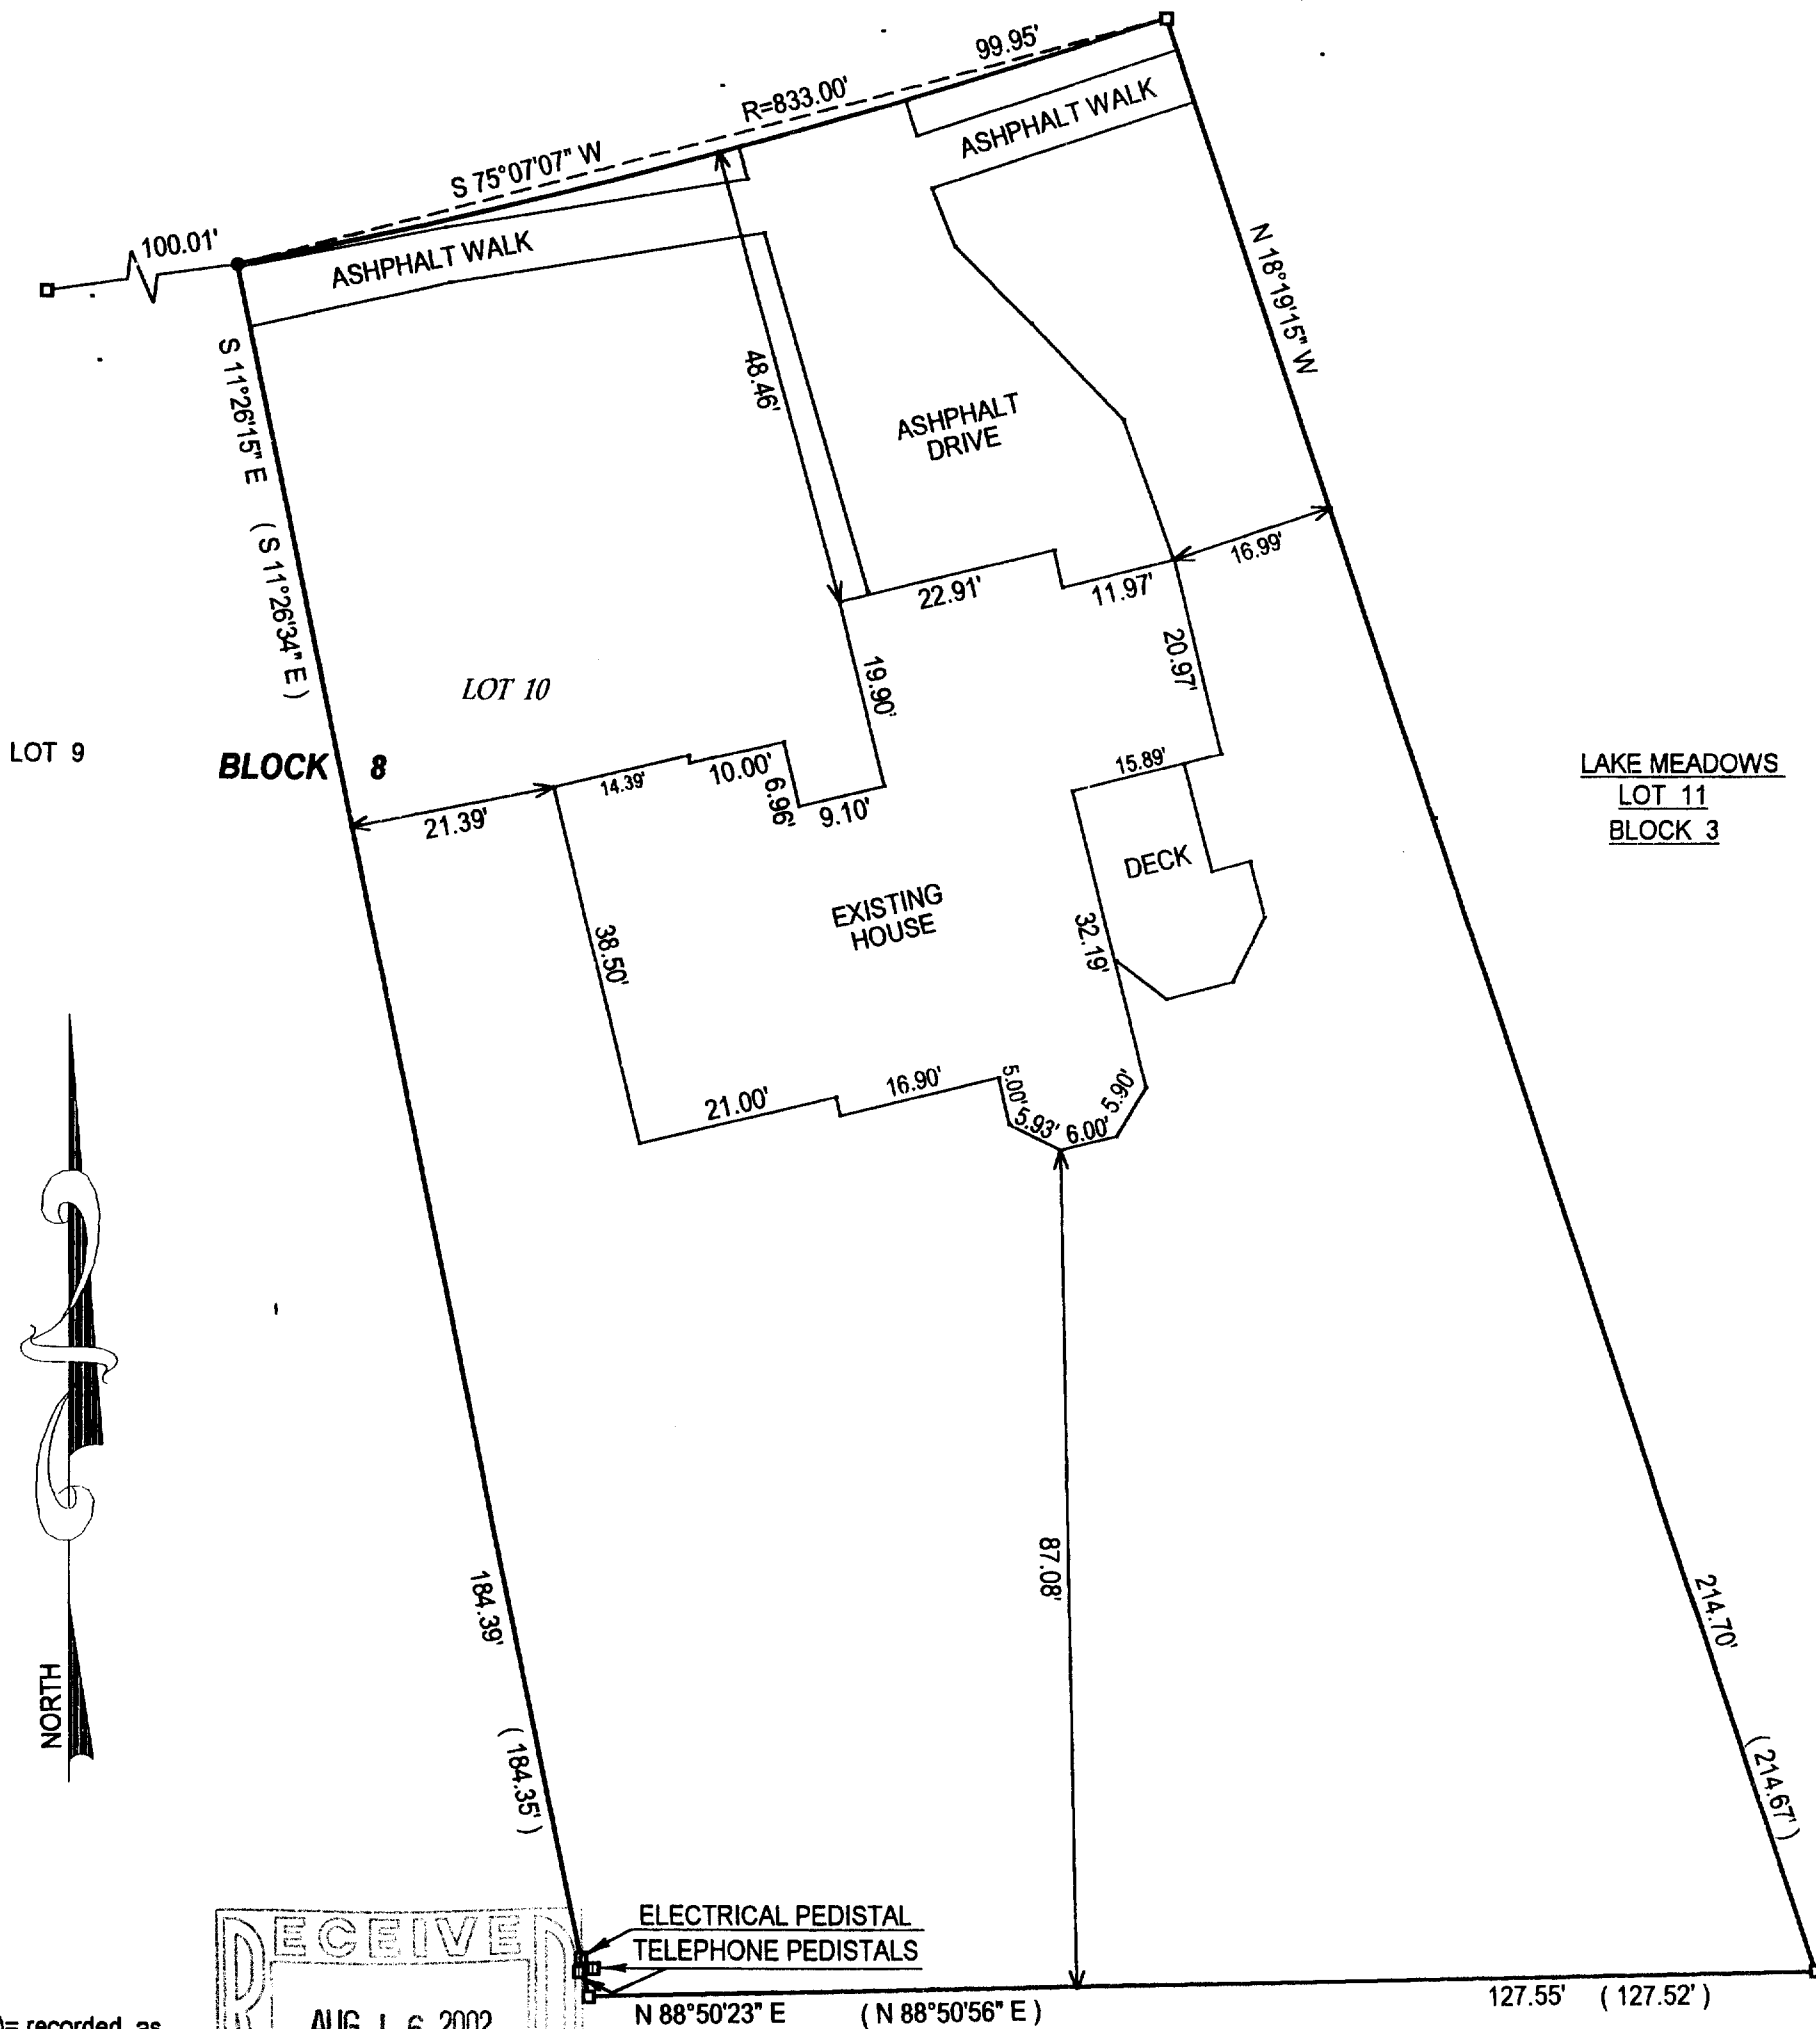 99.95'
R=833.00'
S 75°07'07" W
100.01'
ASHPHALT WALK
ASHPHALT WALK
N 18°19'15" W
S 11°26'15" E ( S 11°26'34" E )
48.46'
ASHPHALT
DRIVE
16.99'
22.91'
11.97'
19.90'
20.97'
LOT 10
LOT 9
BLOCK 8
15.89'
LAKE MEADOWS
LOT 11
BLOCK 3
14.39'
10.00'
6.96'
9.10'
21.39'
DECK
EXISTING
HOUSE
38.50'
32.19'
21.00'
16.90'
5.00'
5.93'
6.00'
5.90'
87.08'
184.39' ( 184.35' )
214.70' ( 214.67' )
NORTH
ELECTRICAL PEDISTAL
TELEPHONE PEDISTALS
RECEIVED
AUG 1 6 2002
)= recorded as
N 88°50'23" E ( N 88°50'56" E )
127.55' ( 127.52' )